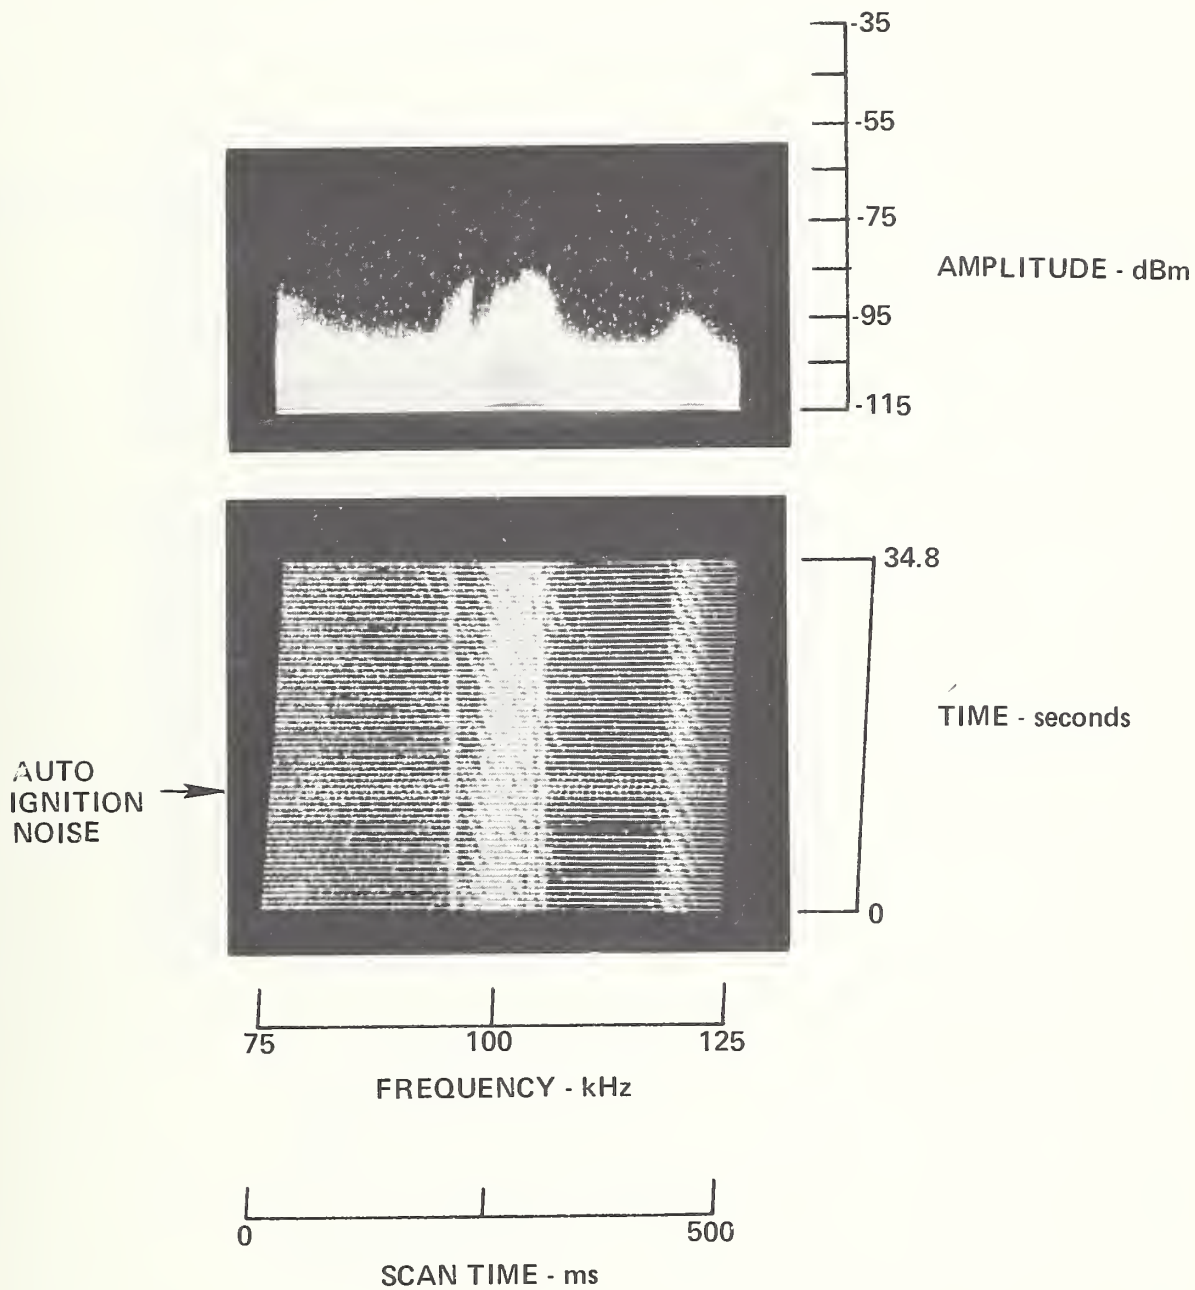 -35
-55
-75
AMPLITUDE - dBm
-95
-115
34.8
TIME - seconds
AUTO
IGNITION
NOISE
0
75 100 125
FREQUENCY - kHz
0 500
SCAN TIME - ms